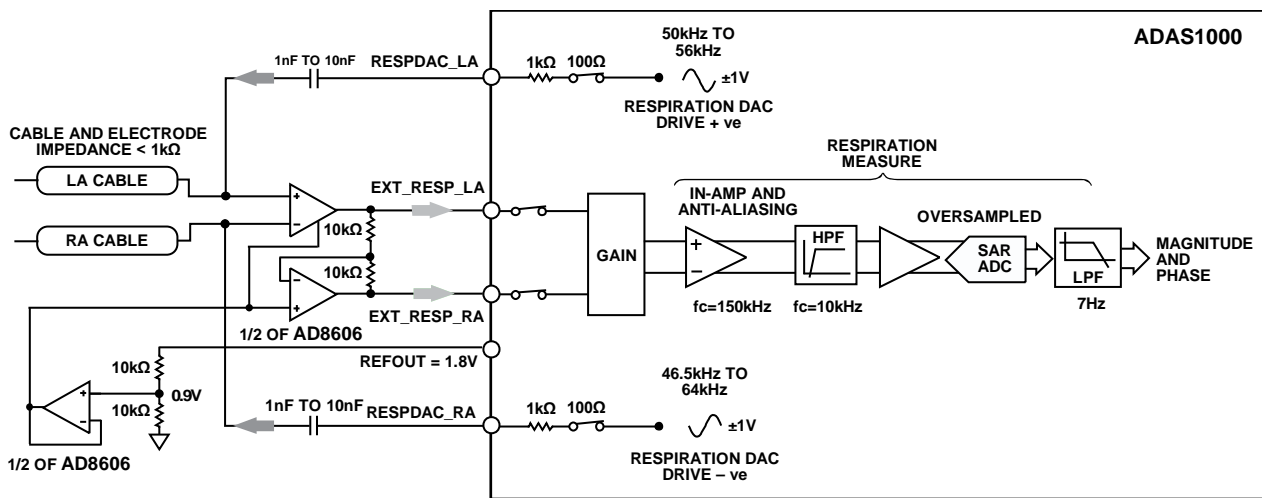 ADAS1000
50kHz TO
56kHz
±1V
RESPIRATION DAC
DRIVE + ve
1nF TO 10nF
RESPDAC_LA
1kΩ
100Ω
CABLE AND ELECTRODE
IMPEDANCE < 1kΩ
LA CABLE
RA CABLE
+
–
EXT_RESP_LA
10kΩ
10kΩ
–
+
EXT_RESP_RA
1/2 OF AD8606
GAIN
RESPIRATION
MEASURE
IN-AMP AND
ANTI-ALIASING
+
–
fc=150kHz
HPF
fc=10kHz
OVERSAMPLED
SAR
ADC
LPF
7Hz
MAGNITUDE
AND
PHASE
REFOUT = 1.8V
10kΩ
0.9V
10kΩ
+
–
1/2 OF AD8606
1nF TO 10nF
RESPDAC_RA
1kΩ
100Ω
46.5kHz TO
64kHz
±1V
RESPIRATION DAC
DRIVE – ve